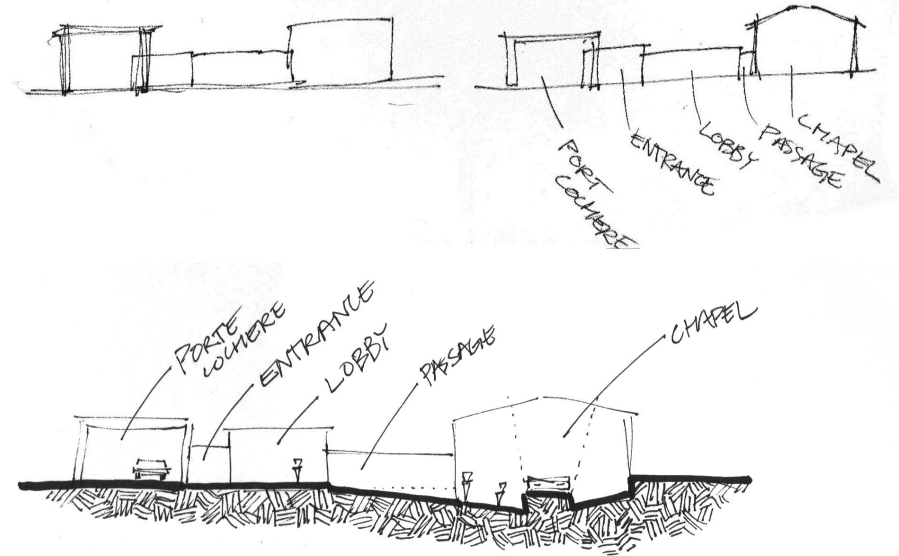 PORT
COCHERE
ENTRANCE
LOBBY
PASSAGE
CHAPEL
PORTE
COCHERE
ENTRANCE
LOBBY
PASSAGE
CHAPEL